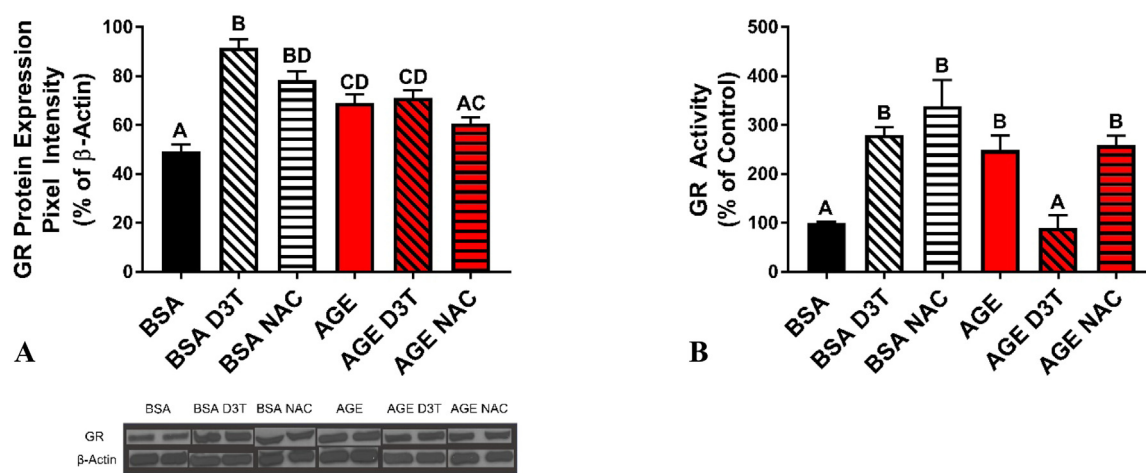 GR Protein Expression
Pixel Intensity
(% of β-Actin)
100
80
60
40
20
0
A
B
BD
CD
CD
AC
BSA
BSA D3T
BSA NAC
AGE
AGE D3T
AGE NAC
A
GR Activity
(% of Control)
500
400
300
200
100
0
A
B
B
B
A
B
BSA
BSA D3T
BSA NAC
AGE
AGE D3T
AGE NAC
B
BSA BSA D3T BSA NAC AGE AGE D3T AGE NAC
GR
β-Actin